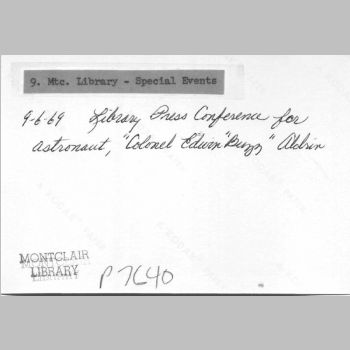 9. Mtc. Library - Special Events
9-6-69 Library Press Conference for
astronaut, "Colonel Edwin "Buzz" Aldrin
MONTCLAIR
LIBRARY
P7640